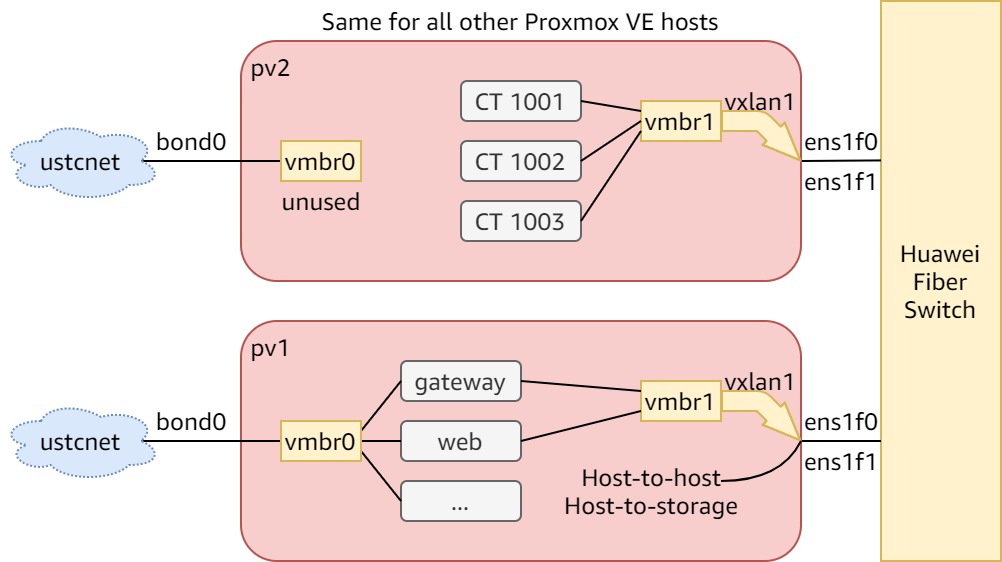 Same for all other Proxmox VE hosts
pv2
ustcnet
bond0
vmbr0
unused
CT 1001
CT 1002
CT 1003
vmbr1
vxlan1
ens1f0
ens1f1
Huawei
Fiber
Switch
pv1
ustcnet
bond0
vmbr0
gateway
web
...
vmbr1
vxlan1
ens1f0
ens1f1
Host-to-host
Host-to-storage